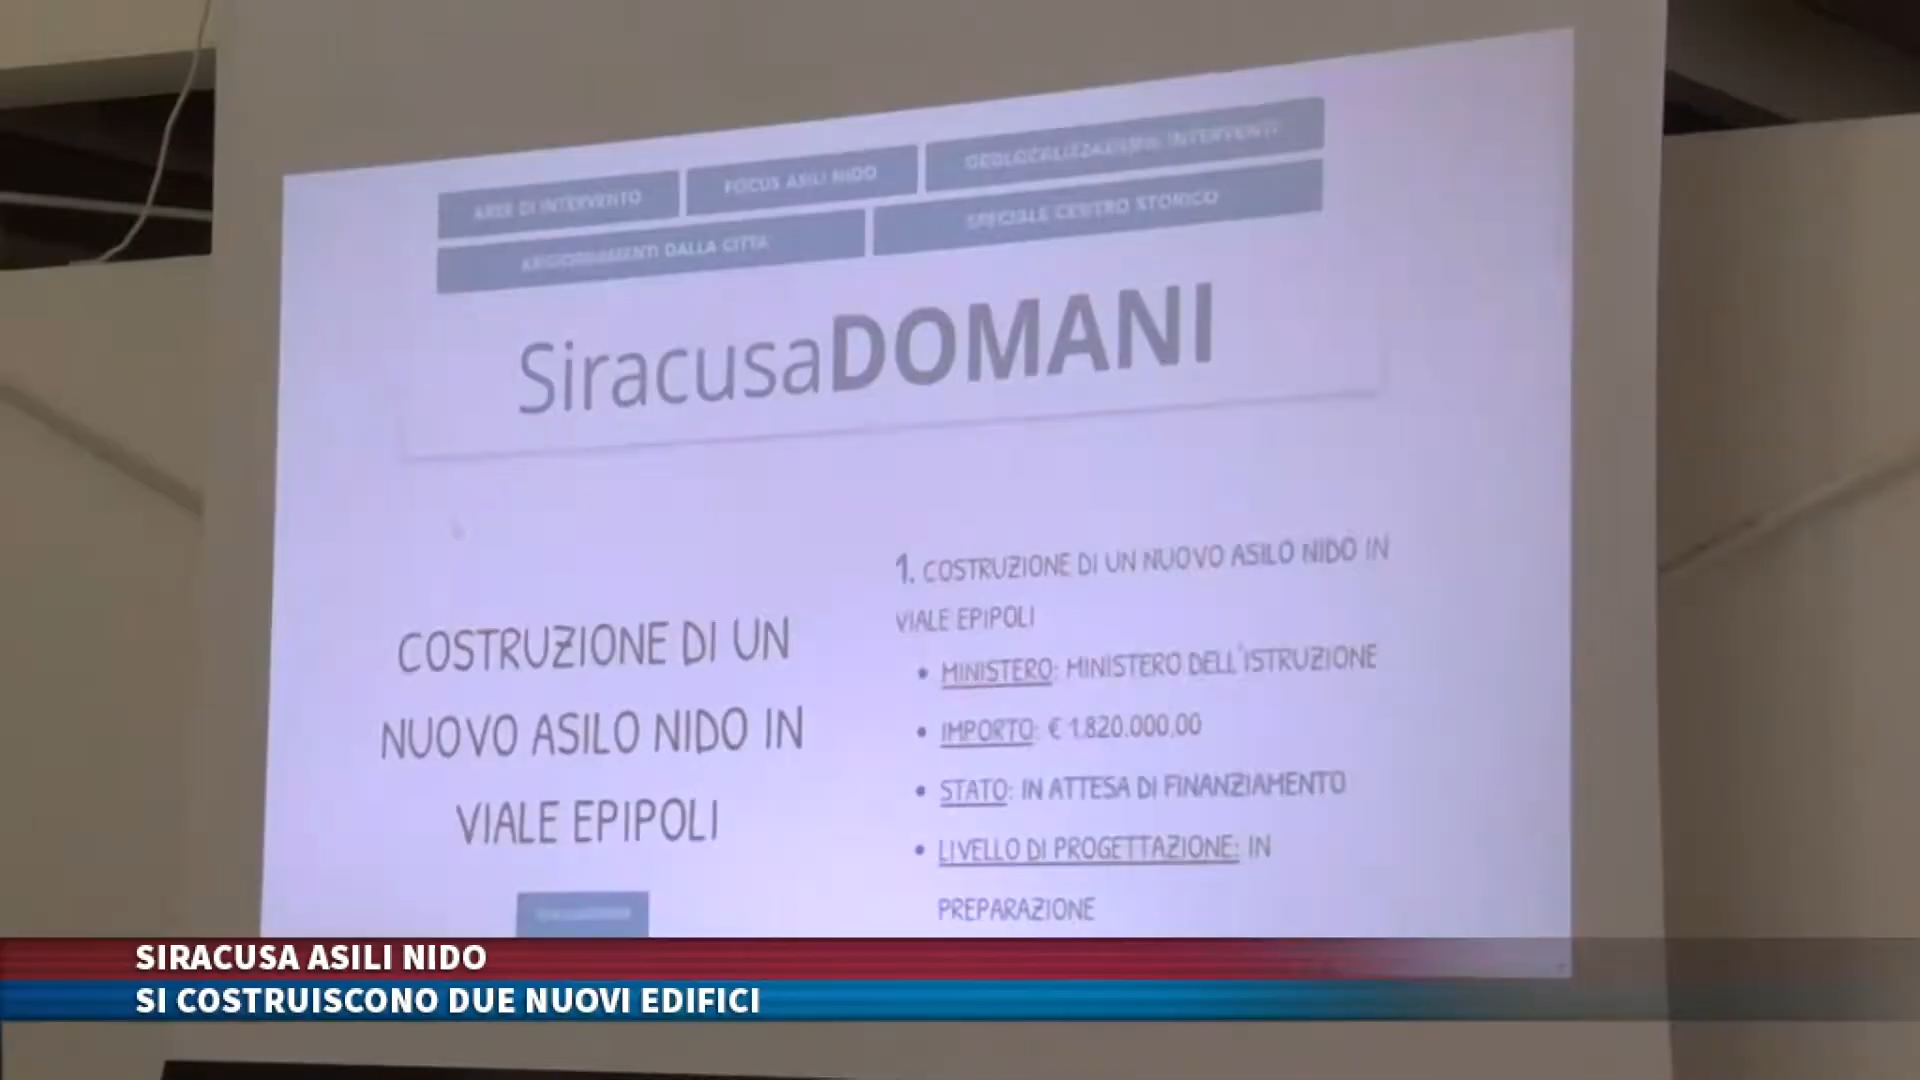 AREE DI INTERVENTO
FOCUS ASILI NIDO
GEOLOCALIZZAZIONE INTERVENTI
AGGIORNAMENTI DALLA CITTÀ
SPECIALE CENTRO STORICO
SiracusaDOMANI
COSTRUZIONE DI UN
NUOVO ASILO NIDO IN
VIALE EPIPOLI
1. COSTRUZIONE DI UN NUOVO ASILO NIDO IN
VIALE EPIPOLI
• MINISTERO: MINISTERO DELL'ISTRUZIONE
• IMPORTO: € 1.820.000,00
• STATO: IN ATTESA DI FINANZIAMENTO
• LIVELLO DI PROGETTAZIONE: IN
PREPARAZIONE
SIRACUSA ASILI NIDO
SI COSTRUISCONO DUE NUOVI EDIFICI